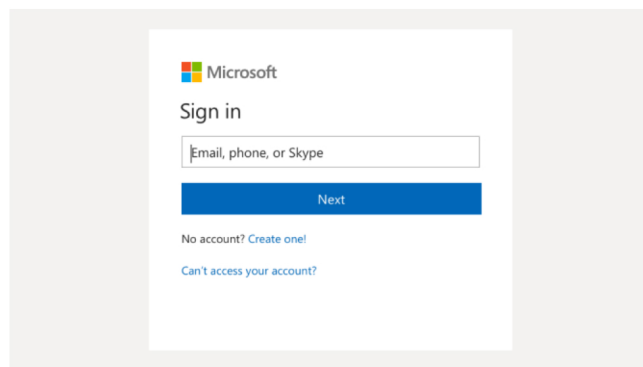 Microsoft
Sign in
Email, phone, or Skype
Next
No account? Create one!
Can't access your account?